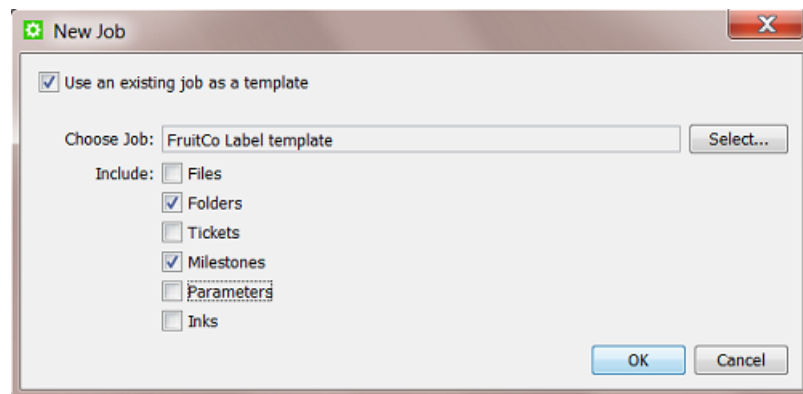 New Job
Use an existing job as a template
Choose Job: FruitCo Label template Select...
Include: Files
Folders
Tickets
Milestones
Parameters
Inks
OK Cancel